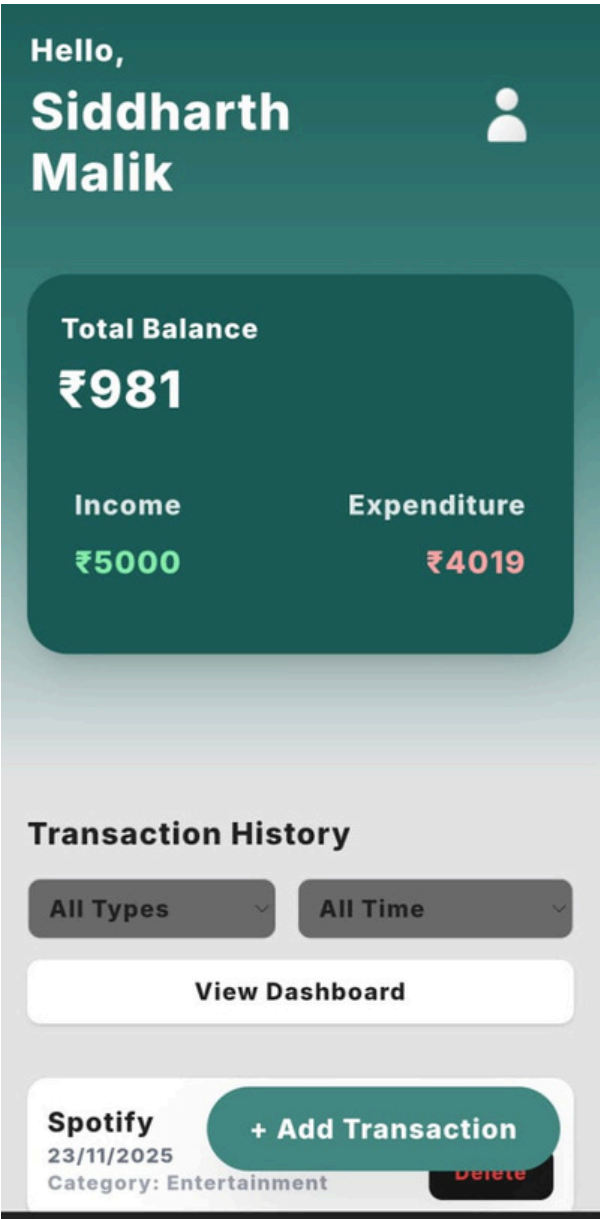 Hello,
Siddharth
Malik
Total Balance
₹981
Income Expenditure
₹5000 ₹4019
Transaction History
All Types All Time
View Dashboard
Spotify
+ Add Transaction
23/11/2025
Delete
Category: Entertainment